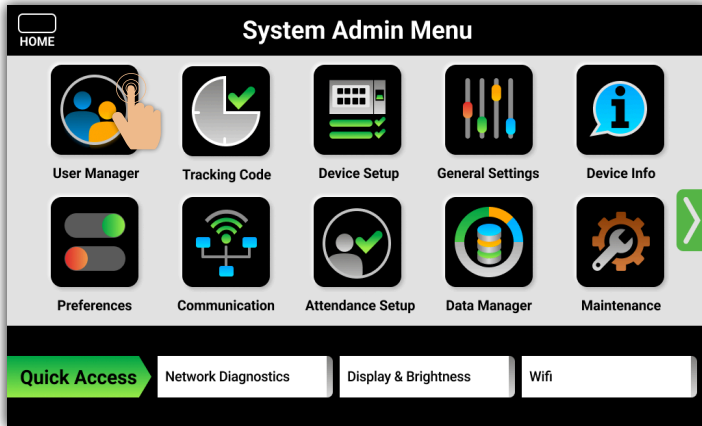 HOME
System Admin Menu
User Manager
Tracking Code
Device Setup
General Settings
Device Info
Preferences
Communication
Attendance Setup
Data Manager
Maintenance
Quick Access
Network Diagnostics
Display & Brightness
Wifi